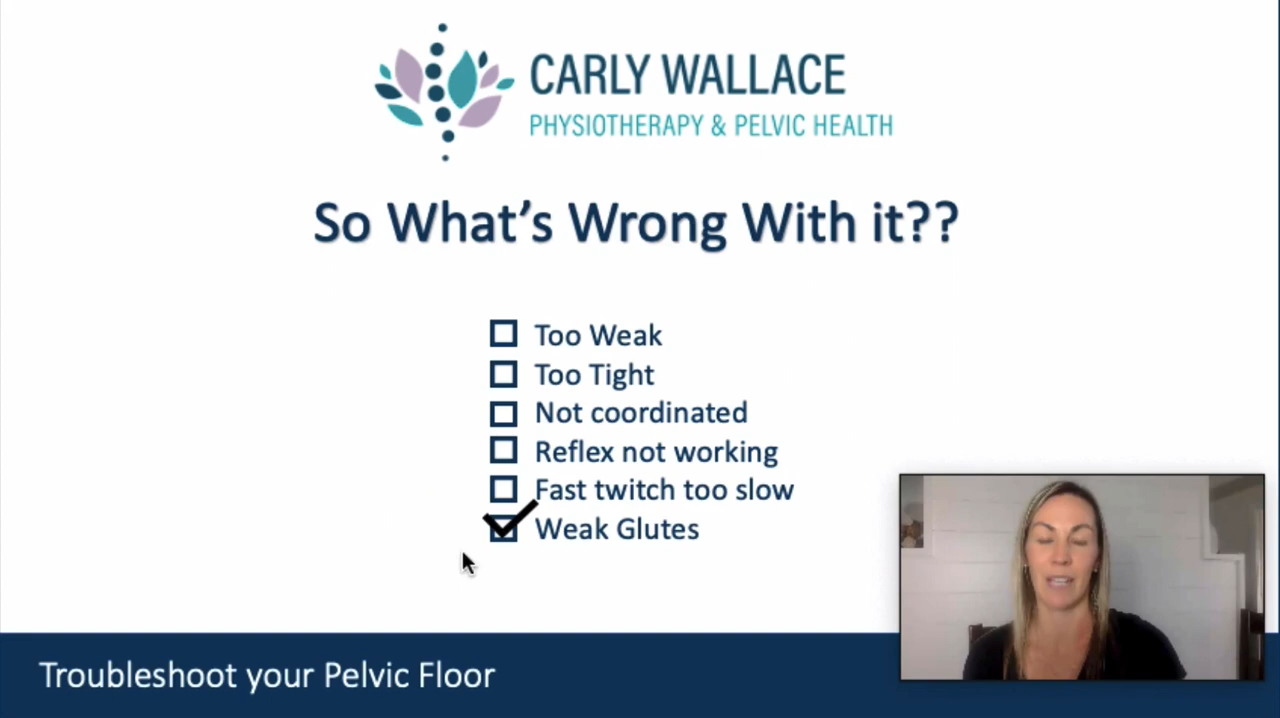 CARLY WALLACE
PHYSIOTHERAPY & PELVIC HEALTH
So What's Wrong With it??
Too Weak
Too Tight
Not coordinated
Reflex not working
Fast twitch too slow
Weak Glutes
Troubleshoot your Pelvic Floor